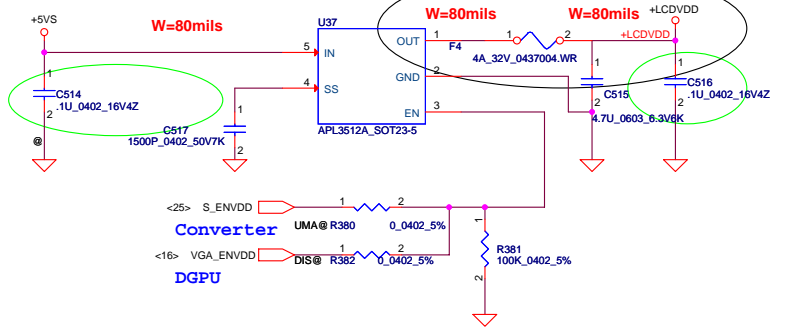 +5VS
W=80mils
U37
W=80mils
W=80mils
+LCDVDD
5
IN
OUT
1
F4
1
2
+LCDVDD
4A_32V_0437004.WR
1
C514
.1U_0402_16V4Z
2
@
4
SS
GND
2
1
C515
2
4.7U_0603_6.3V6K
1
C516
.1U_0402_16V4Z
2
1
C517
1500P_0402_50V7K
2
EN
3
APL3512A_SOT23-5
<25> S_ENVDD
1
2
Converter
UMA@ R380
0_0402_5%
<16> VGA_ENVDD
1
2
DIS@ R382
0_0402_5%
DGPU
1
R381
100K_0402_5%
2